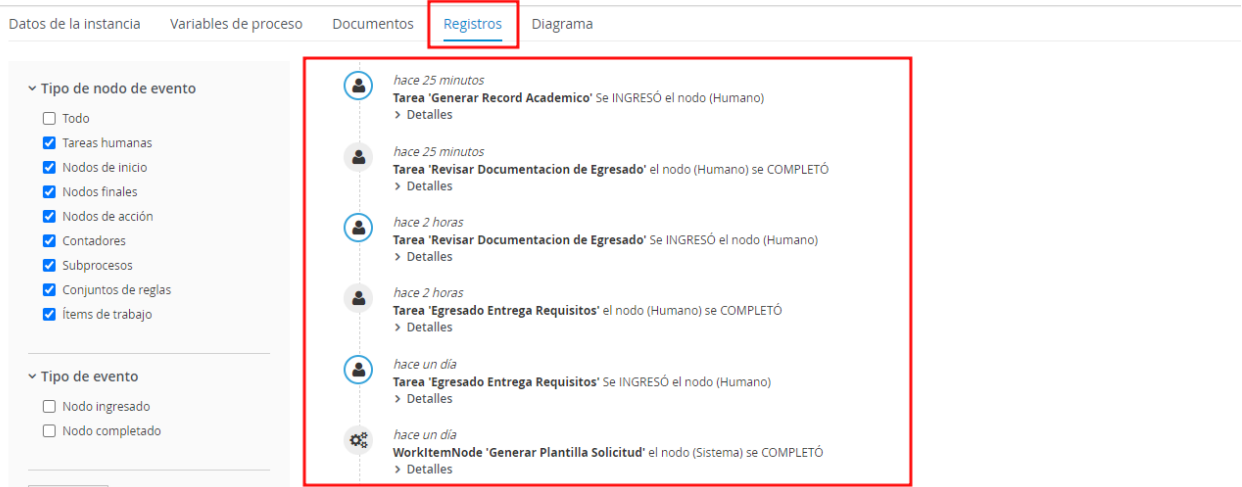 Datos de la instancia Variables de proceso Documentos Registros Diagrama
Tipo de nodo de evento
Todo
Tareas humanas
Nodos de inicio
Nodos finales
Nodos de acción
Contadores
Subprocesos
Conjuntos de reglas
Ítems de trabajo
Tipo de evento
Nodo ingresado
Nodo completado
hace 25 minutos
Tarea 'Generar Record Academico' Se INGRESÓ el nodo (Humano)
> Detalles
hace 25 minutos
Tarea 'Revisar Documentacion de Egresado' el nodo (Humano) se COMPLETÓ
> Detalles
hace 2 horas
Tarea 'Revisar Documentacion de Egresado' Se INGRESÓ el nodo (Humano)
> Detalles
hace 2 horas
Tarea 'Egresado Entrega Requisitos' el nodo (Humano) se COMPLETÓ
> Detalles
hace un día
Tarea 'Egresado Entrega Requisitos' Se INGRESÓ el nodo (Humano)
> Detalles
hace un día
WorkItemNode 'Generar Plantilla Solicitud' el nodo (Sistema) se COMPLETÓ
> Detalles